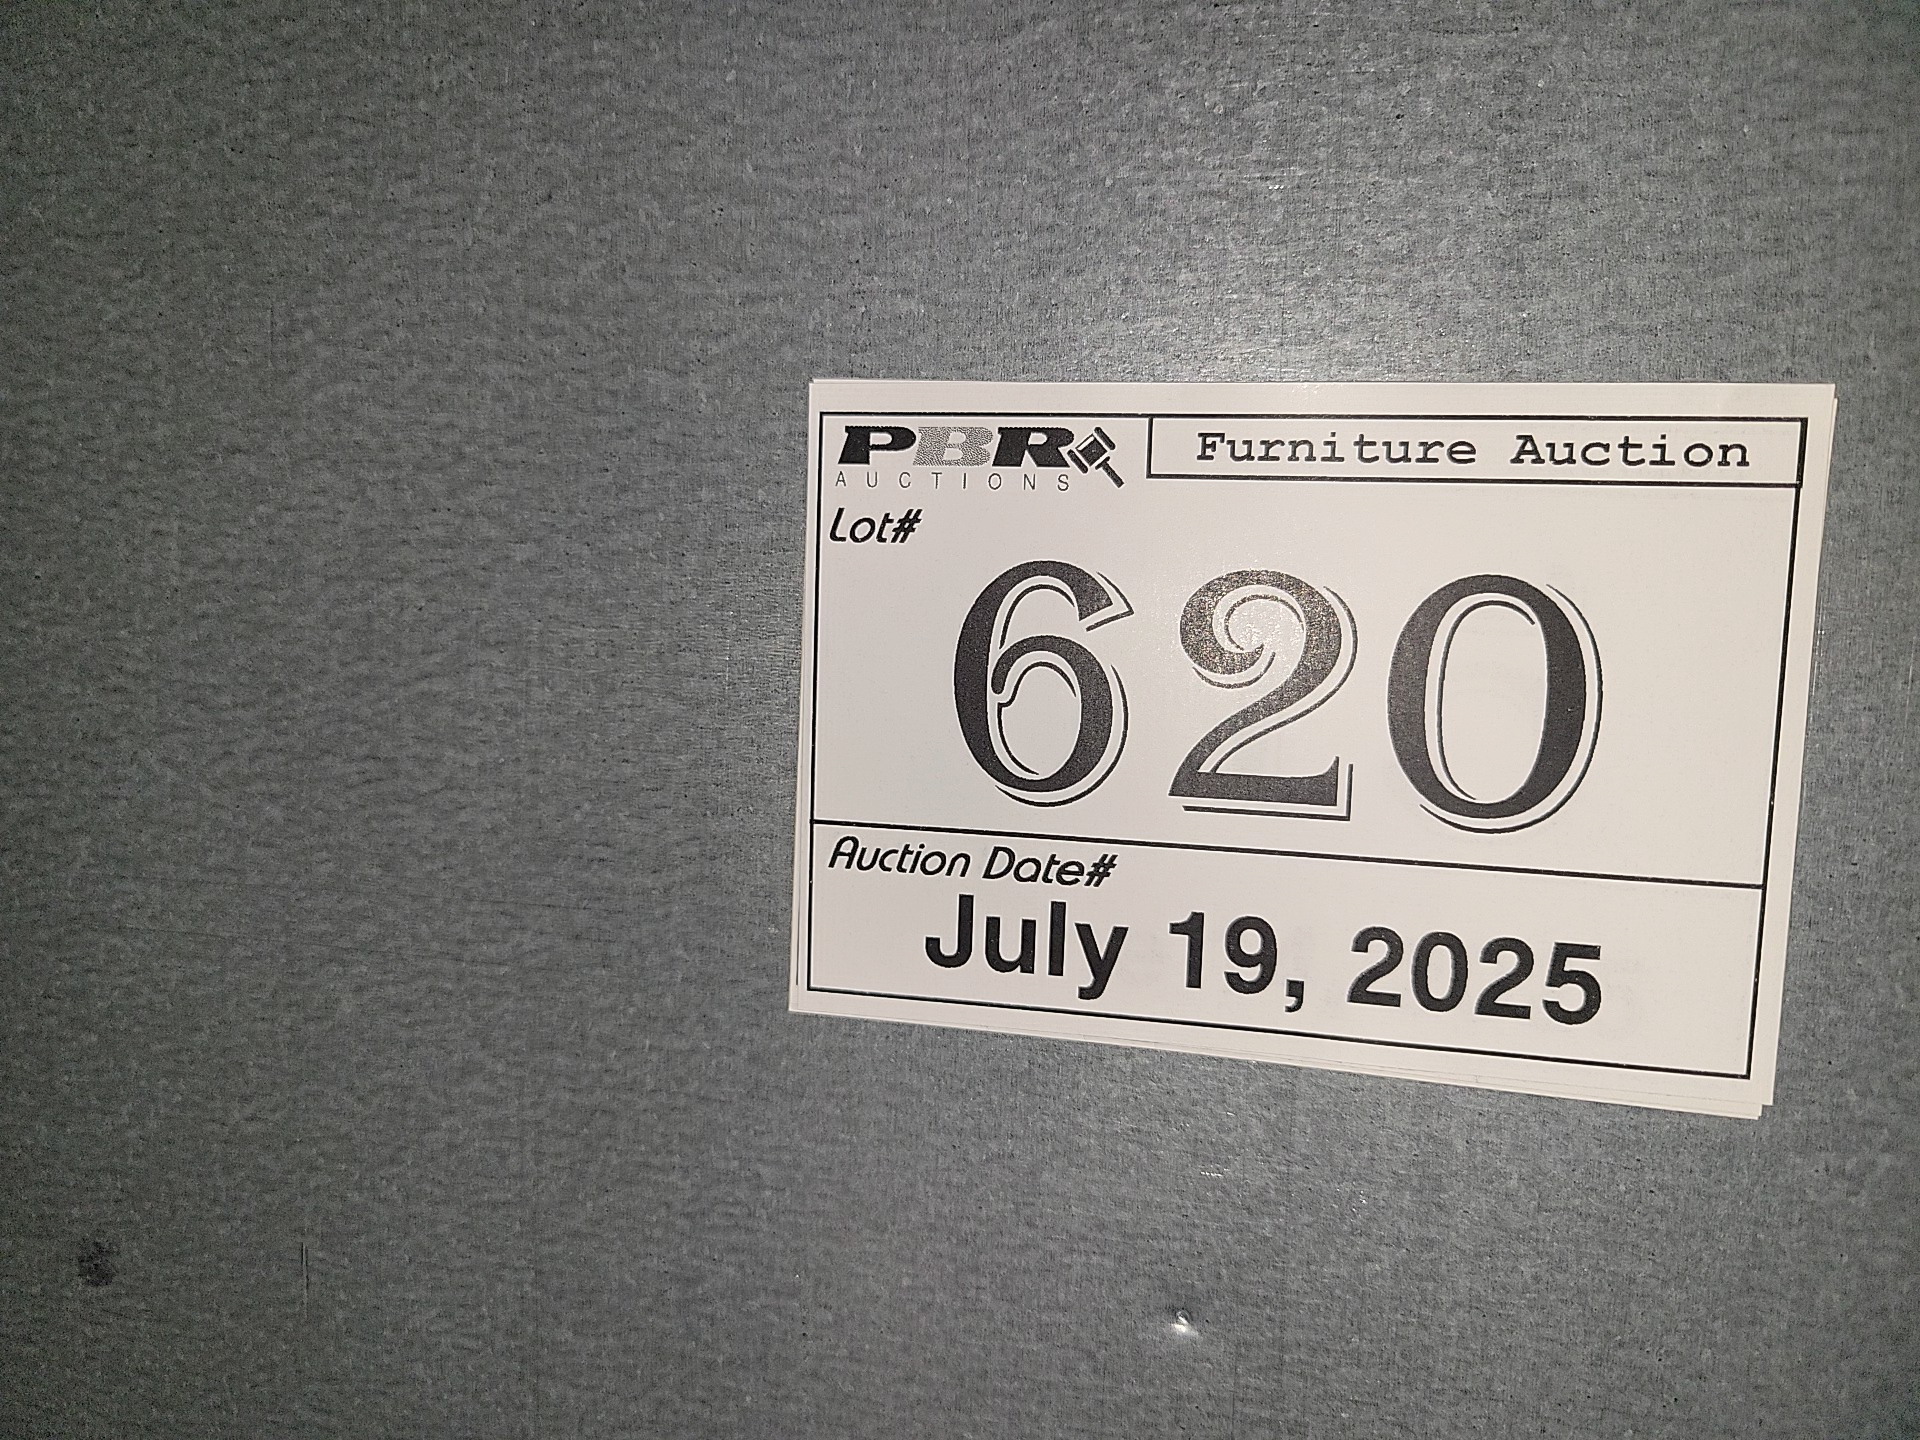 PBR
AUCTIONS
Furniture Auction
Lot#
620
Auction Date#
July 19, 2025